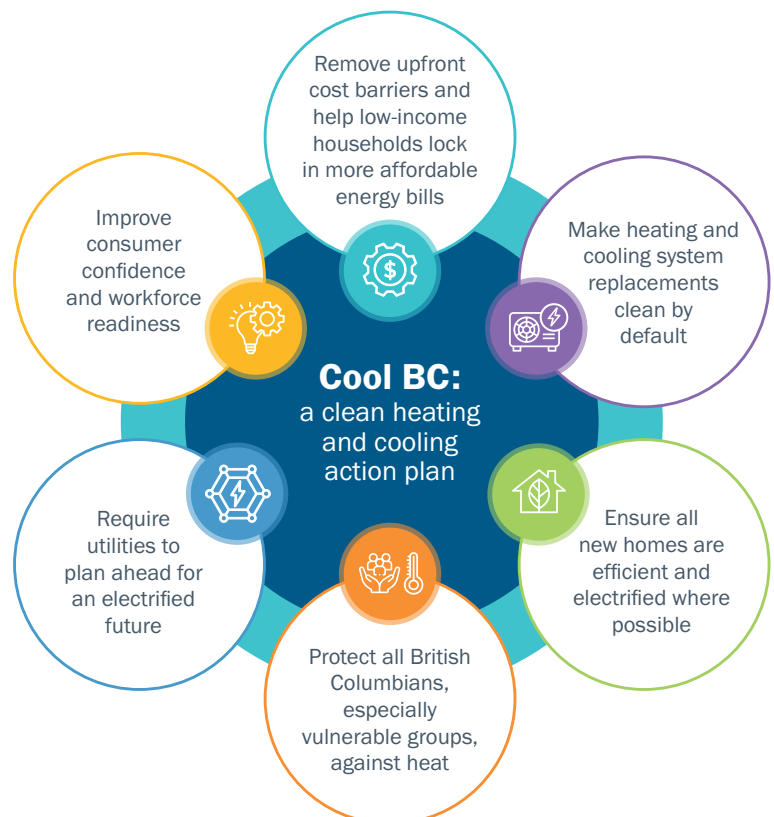 Remove upfront
cost barriers and
help low-income
households lock
in more affordable
energy bills
$
Make heating and
cooling system
replacements
clean by
default
Ensure all
new homes are
efficient and
electrified where
possible
Protect all British
Columbians,
especially
vulnerable groups,
against heat
Require
utilities to
plan ahead for
an electrified
future
Improve
consumer
confidence
and workforce
readiness
Cool BC:
a clean heating
and cooling
action plan